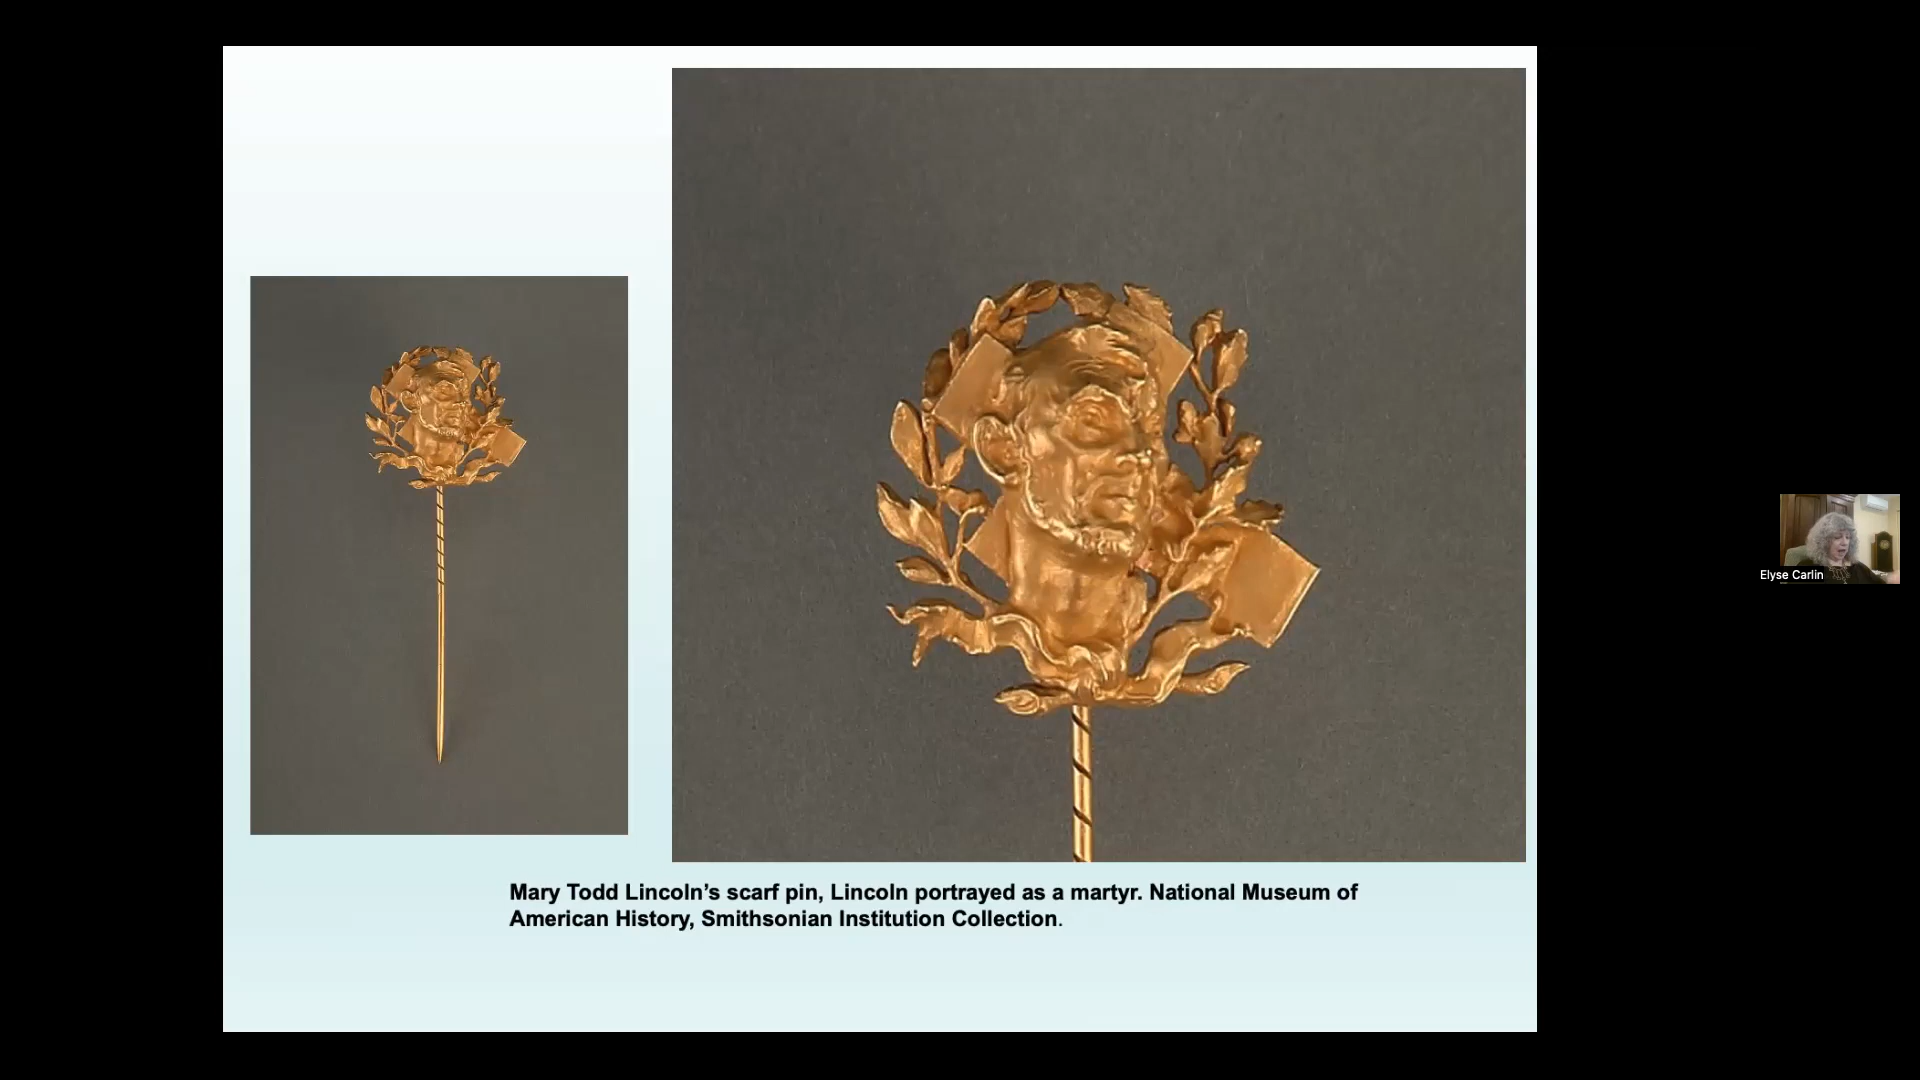 Mary Todd Lincoln’s scarf pin, Lincoln portrayed as a martyr. National Museum of
American History, Smithsonian Institution Collection.
Elyse Carlin